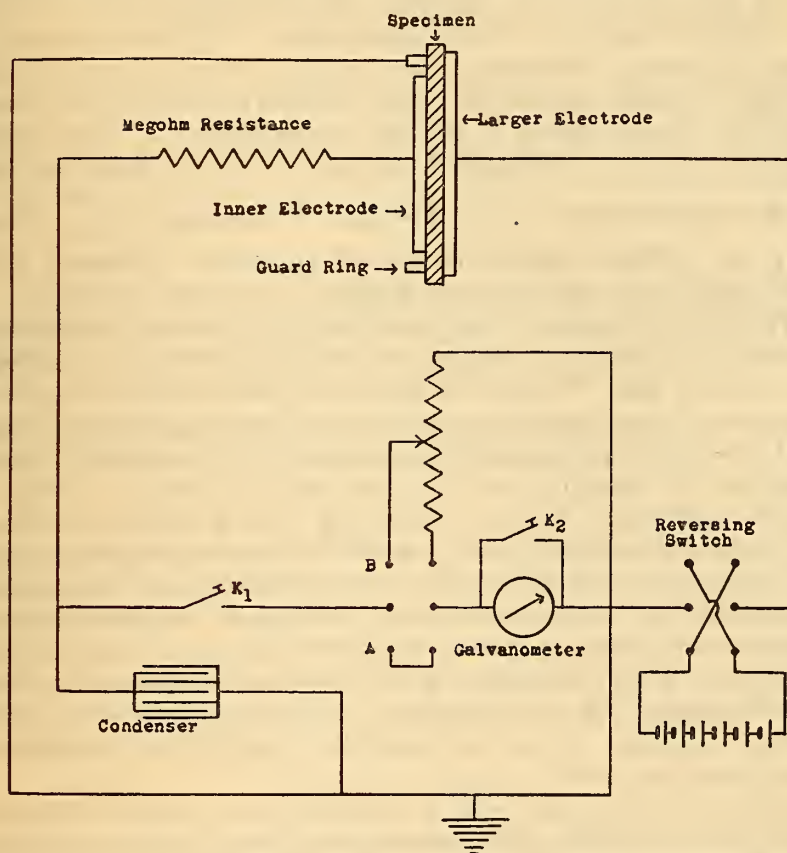 Specimen
Megohm Resistance
Larger Electrode
Inner Electrode
Guard Ring
K2
B
Reversing
Switch
K1
A
Galvanometer
Condenser